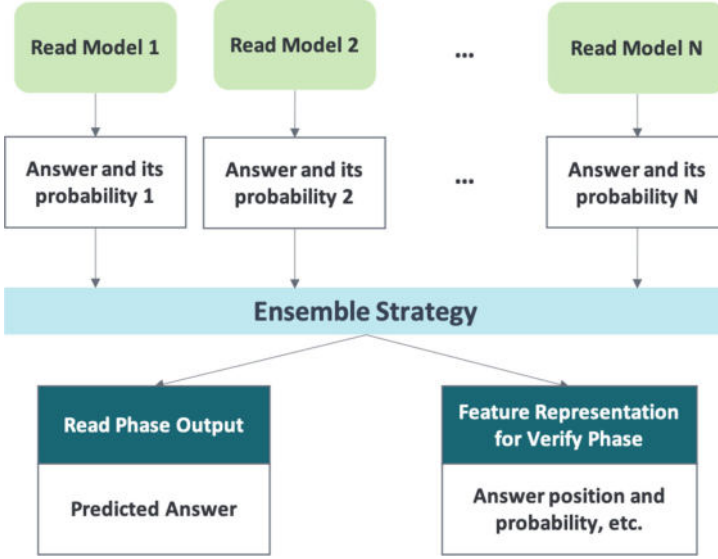 Read Model 1
Read Model 2
...
Read Model N
Answer and its
probability 1
Answer and its
probability 2
...
Answer and its
probability N
Ensemble Strategy
Read Phase Output
Predicted Answer
Feature Representation
for Verify Phase
Answer position and
probability, etc.